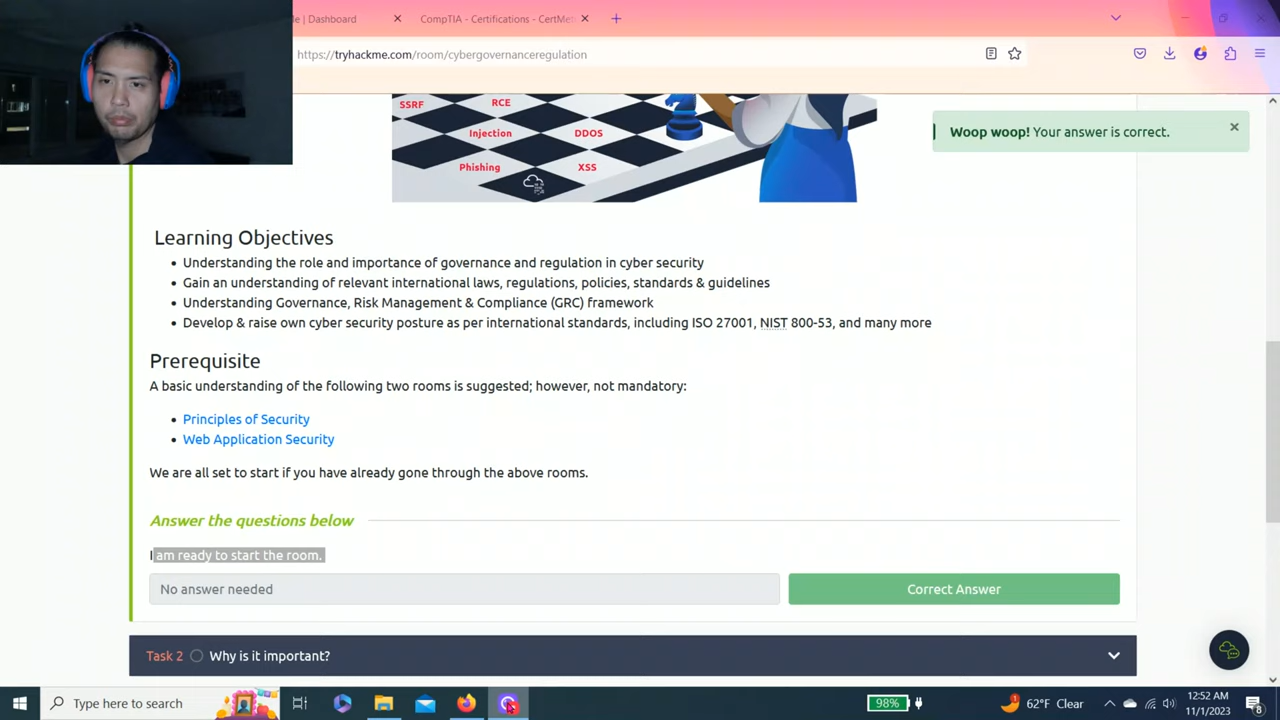 le | Dashboard
CompTIA - Certifications - CertMet
https://tryhackme.com/room/cybergovernanceregulation
SSRF
RCE
Injection
DDOS
Phishing
XSS
Woop woop! Your answer is correct.
Learning Objectives
Understanding the role and importance of governance and regulation in cyber security
Gain an understanding of relevant international laws, regulations, policies, standards & guidelines
Understanding Governance, Risk Management & Compliance (GRC) framework
Develop & raise own cyber security posture as per international standards, including ISO 27001, NIST 800-53, and many more
Prerequisite
A basic understanding of the following two rooms is suggested; however, not mandatory:
Principles of Security
Web Application Security
We are all set to start if you have already gone through the above rooms.
Answer the questions below
I am ready to start the room.
No answer needed
Correct Answer
Task 2 Why is it important?
Type here to search
98%
62°F Clear
12:52 AM
11/1/2023
8